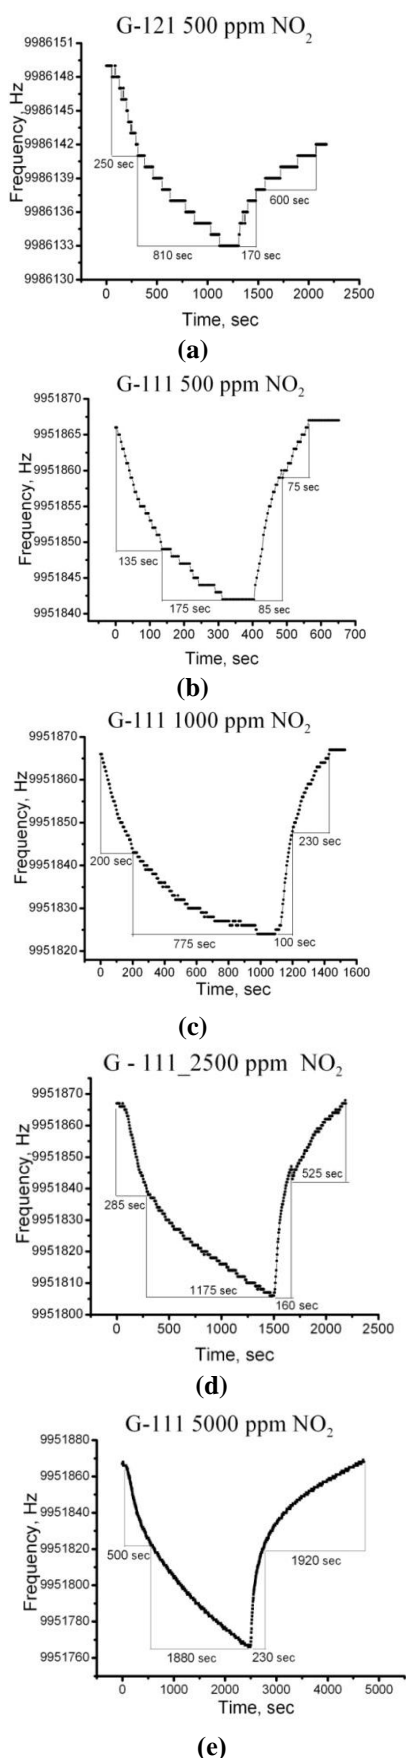 G-121 500 ppm NO2
9986151
9986148
9986145
9986142
9986139
9986136
9986133
9986130
Frequency, Hz
250 sec
810 sec
170 sec
600 sec
0 500 1000 1500 2000 2500
Time, sec
(a)
G-111 500 ppm NO2
9951870
9951865
9951860
9951855
9951850
9951845
9951840
Frequency, Hz
135 sec
175 sec
85 sec
75 sec
0 100 200 300 400 500 600 700
Time, sec
(b)
G-111 1000 ppm NO2
9951870
9951860
9951850
9951840
9951830
9951820
Frequency, Hz
200 sec
775 sec
100 sec
230 sec
0 200 400 600 800 1000 1200 1400 1600
Time, sec
(c)
G - 111_2500 ppm NO2
9951870
9951860
9951850
9951840
9951830
9951820
9951810
9951800
Frequency, Hz
285 sec
1175 sec
160 sec
525 sec
0 500 1000 1500 2000 2500
Time, sec
(d)
G-111 5000 ppm NO2
9951880
9951860
9951840
9951820
9951800
9951780
9951760
Frequency, Hz
500 sec
1880 sec
230 sec
1920 sec
0 1000 2000 3000 4000 5000
Time, sec
(e)